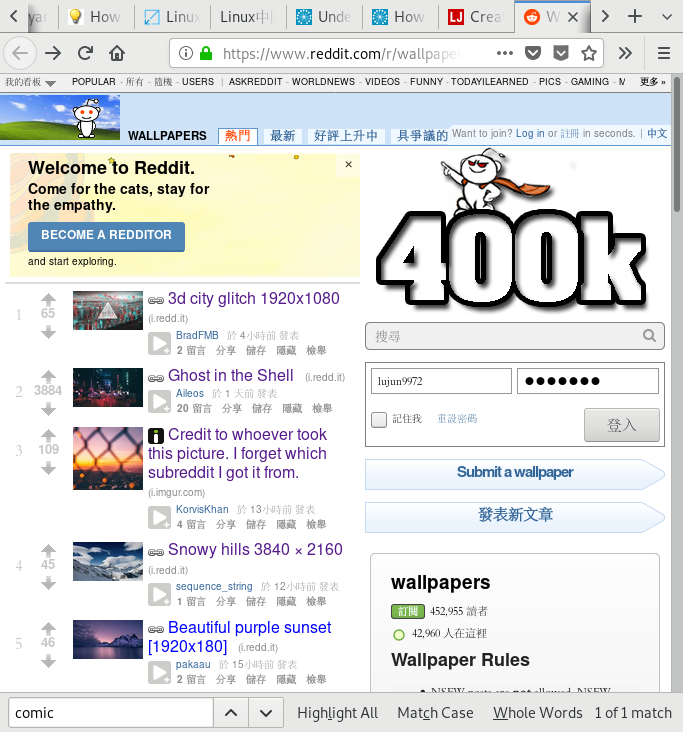 yar
How
Linux
Linux中國
Unde
How
Crea
W
https://www.reddit.com/r/wallpaper
我的看板 POPULAR - 所有 - 隨機 - USERS | ASKREDDIT - WORLDNEWS - VIDEOS - FUNNY - TODAYILEARNED - PICS - GAMING - 更多 »
WALLPAPERS 熱門 最新 好評上升中 具爭議的 Want to join? Log in or 註冊 in seconds. | 中文
Welcome to Reddit.
Come for the cats, stay for
the empathy.
BECOME A REDDITOR
and start exploring.
1
65
3d city glitch 1920x1080
(i.redd.it)
BradFMB 於 4小時前 發表
2 留言 分享 儲存 隱藏 檢舉
2
3884
Ghost in the Shell (i.redd.it)
Aileos 於 1 天前 發表
20 留言 分享 儲存 隱藏 檢舉
3
109
Credit to whoever took
this picture. I forget which
subreddit I got it from.
(i.imgur.com)
KorvisKhan 於 13小時前 發表
4 留言 分享 儲存 隱藏 檢舉
4
45
Snowy hills 3840 × 2160
(i.redd.it)
sequence_string 於 12小時前 發表
1 留言 分享 儲存 隱藏 檢舉
5
46
Beautiful purple sunset
[1920x180] (i.redd.it)
pakaau 於 15小時前 發表
2 留言 分享 儲存 隱藏 檢舉
400k
搜尋
lujun9972
記住我 重設密碼
登入
Submit a wallpaper
發表新文章
wallpapers
訂閱 452,955 讀者
42,960 人在這裡
Wallpaper Rules
comic Highlight All Match Case Whole Words 1 of 1 match